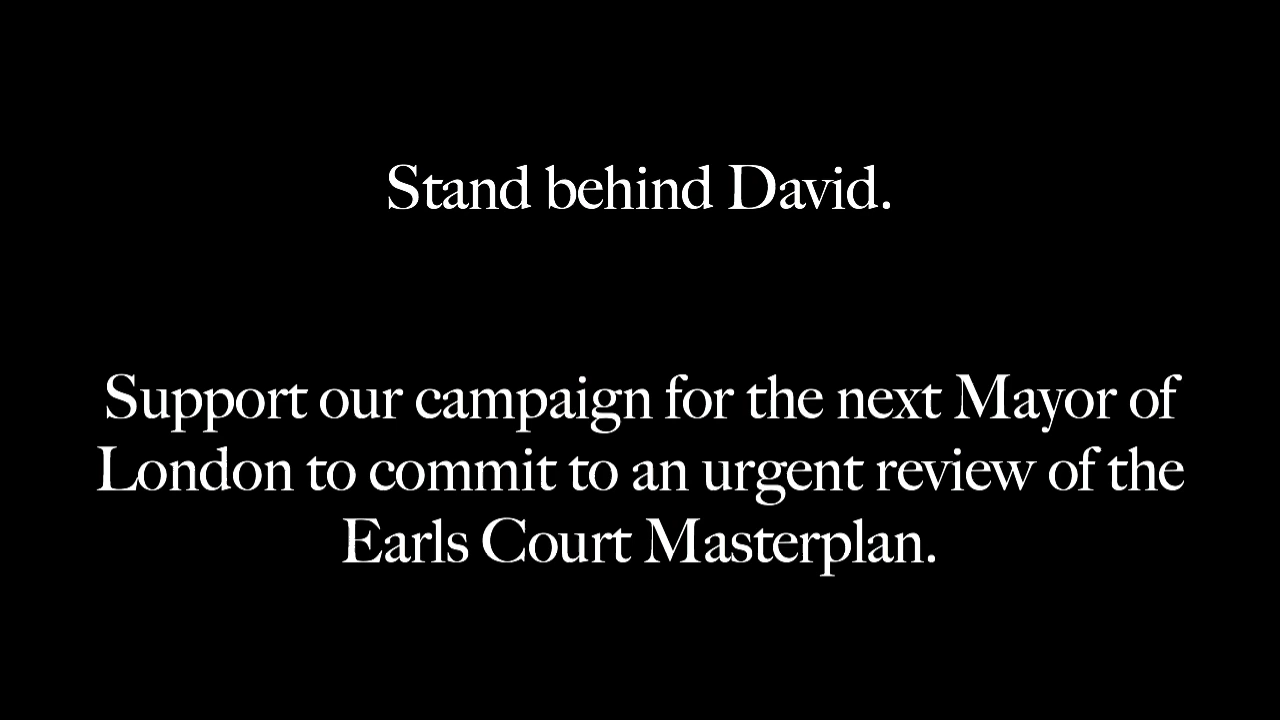 Stand behind David.
Support our campaign for the next Mayor of
London to commit to an urgent review of the
Earls Court Masterplan.